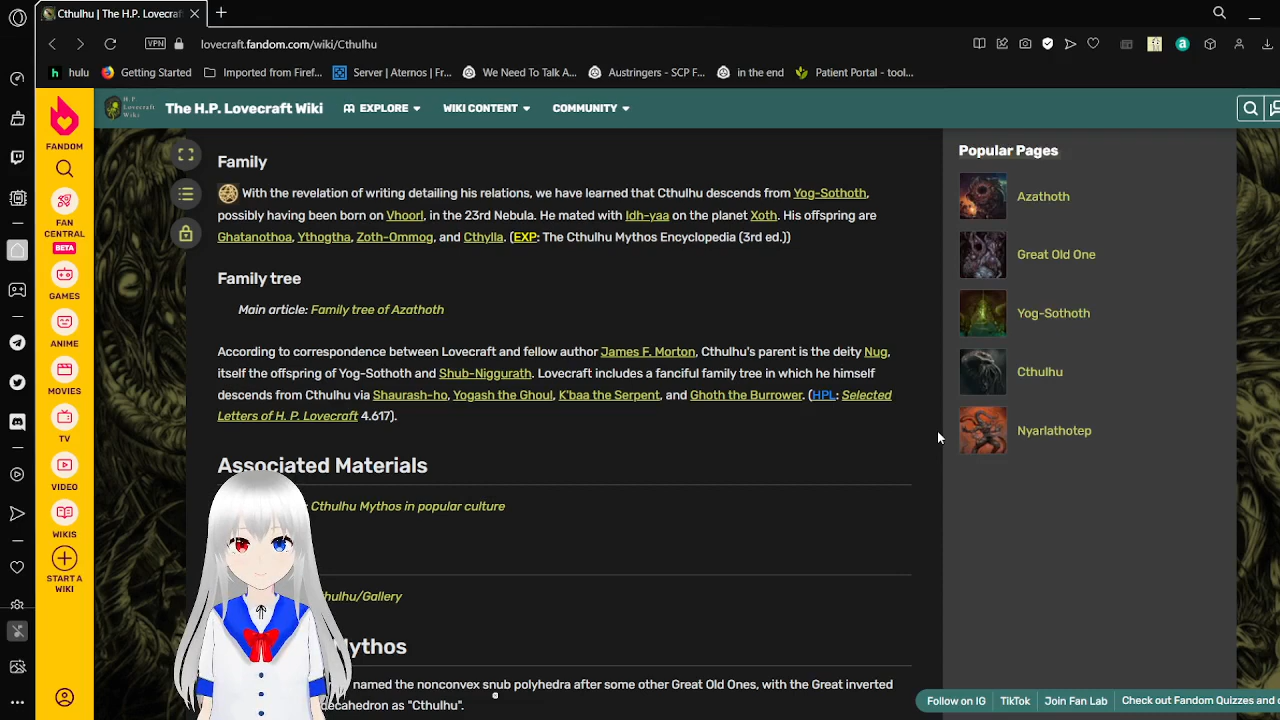 Cthulhu | The H.P. Lovecraft
lovecraft.fandom.com/wiki/Cthulhu
VPN
hulu
Getting Started
Imported from Firef...
Server | Aternos | Fr...
We Need To Talk A...
Austringers - SCP F...
in the end
Patient Portal - tool...
H. P.
Lovecraft
Wiki
The H.P. Lovecraft Wiki
EXPLORE
WIKI CONTENT
COMMUNITY
FANDOM
FAN
CENTRAL
BETA
GAMES
ANIME
MOVIES
TV
VIDEO
WIKIS
START A
WIKI
Family
With the revelation of writing detailing his relations, we have learned that Cthulhu descends from Yog-Sothoth,
possibly having been born on Vhoorl, in the 23rd Nebula. He mated with Idh-yaa on the planet Xoth. His offspring are
Ghatanothoa, Ythogtha, Zoth-Ommog, and Cthylla. (EXP: The Cthulhu Mythos Encyclopedia (3rd ed.))
Family tree
Main article: Family tree of Azathoth
According to correspondence between Lovecraft and fellow author James F. Morton, Cthulhu's parent is the deity Nug,
itself the offspring of Yog-Sothoth and Shub-Niggurath. Lovecraft includes a fanciful family tree in which he himself
descends from Cthulhu via Shaurash-ho, Yogash the Ghoul, K'baa the Serpent, and Ghoth the Burrower. (HPL: Selected
Letters of H. P. Lovecraft 4.617).
Associated Materials
Cthulhu Mythos in popular culture
hulhu/Gallery
Mythos
named the nonconvex snub polyhedra after some other Great Old Ones, with the Great inverted
decahedron as "Cthulhu".
Popular Pages
Azathoth
Great Old One
Yog-Sothoth
Cthulhu
Nyarlathotep
Follow on IG
TikTok
Join Fan Lab
Check out Fandom Quizzes and